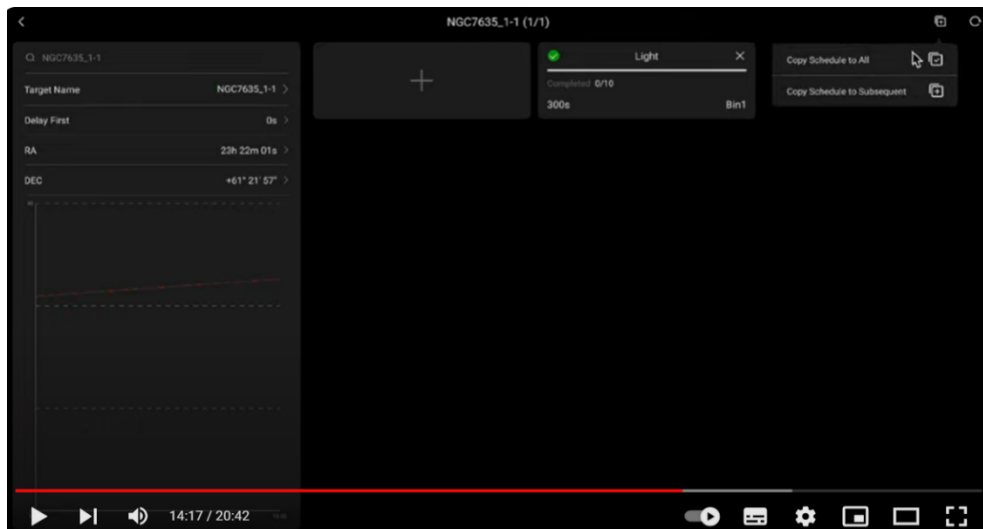 NGC7635_1-1 (1/1)
NGC7635_1-1
Target Name NGC7635_1-1
Delay First 0s
RA 23h 22m 01s
DEC +61° 21' 57"
Light
Completed 0/10
300s Bin1
Copy Schedule to All
Copy Schedule to Subsequent
14:17 / 20:42